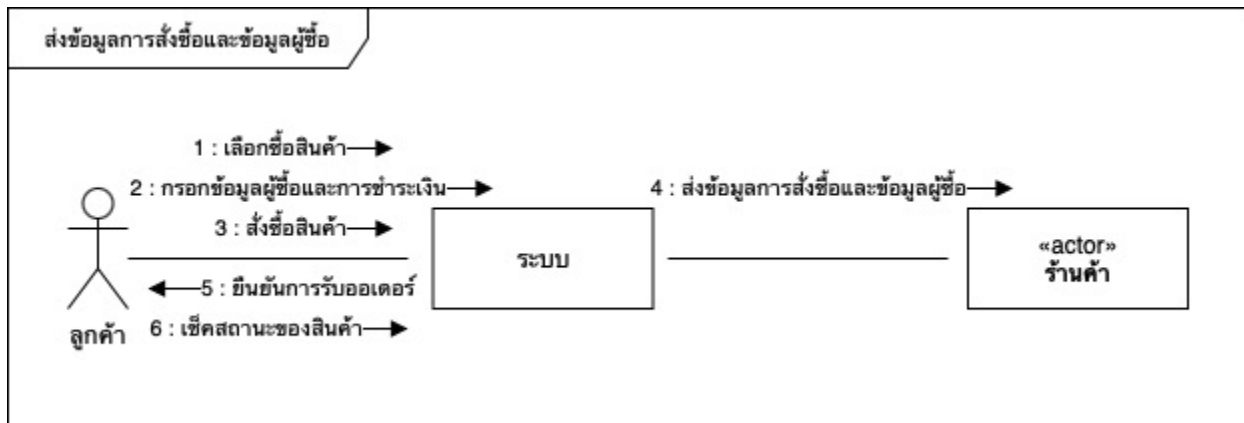 ส่งข้อมูลการสั่งซื้อและข้อมูลผู้ซื้อ
1 : เลือกซื้อสินค้า
2 : กรอกข้อมูลผู้ซื้อและการชำระเงิน
4 : ส่งข้อมูลการสั่งซื้อและข้อมูลผู้ซื้อ
3 : สั่งซื้อสินค้า
ระบบ
«actor»
ร้านค้า
5 : ยืนยันการรับออเดอร์
6 : เช็คสถานะของสินค้า
ลูกค้า